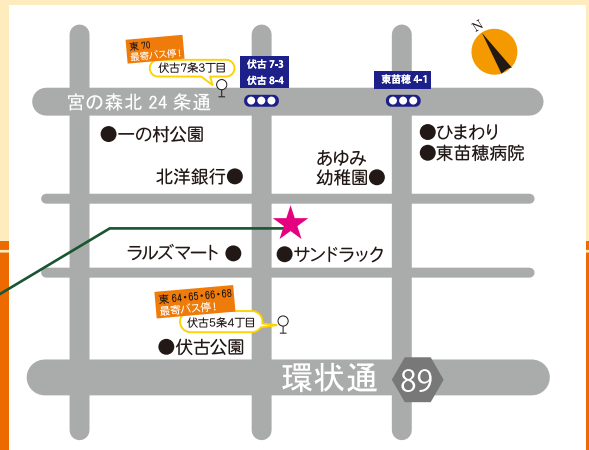 N
東 70
最寄バス停！
伏古7条3丁目
伏古 7-3
伏古 8-4
東苗穂 4-1
宮の森北 24 条通
●一の村公園
●ひまわり
●東苗穂病院
北洋銀行●
あゆみ
幼稚園●
ラルズマート ●
●サンドラック
東 64・65・66・68
最寄バス停！
伏古5条4丁目
●伏古公園
環状通 89